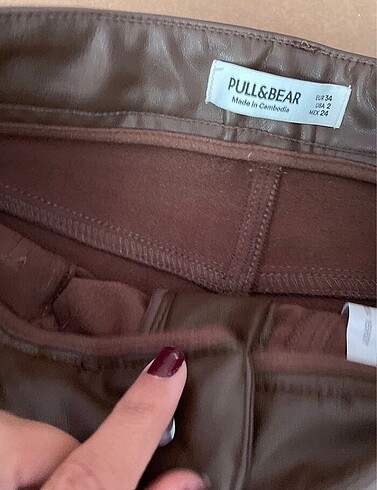 PULL&BEAR
Made in Cambodia
EUR 34
USA 2
MEX 24